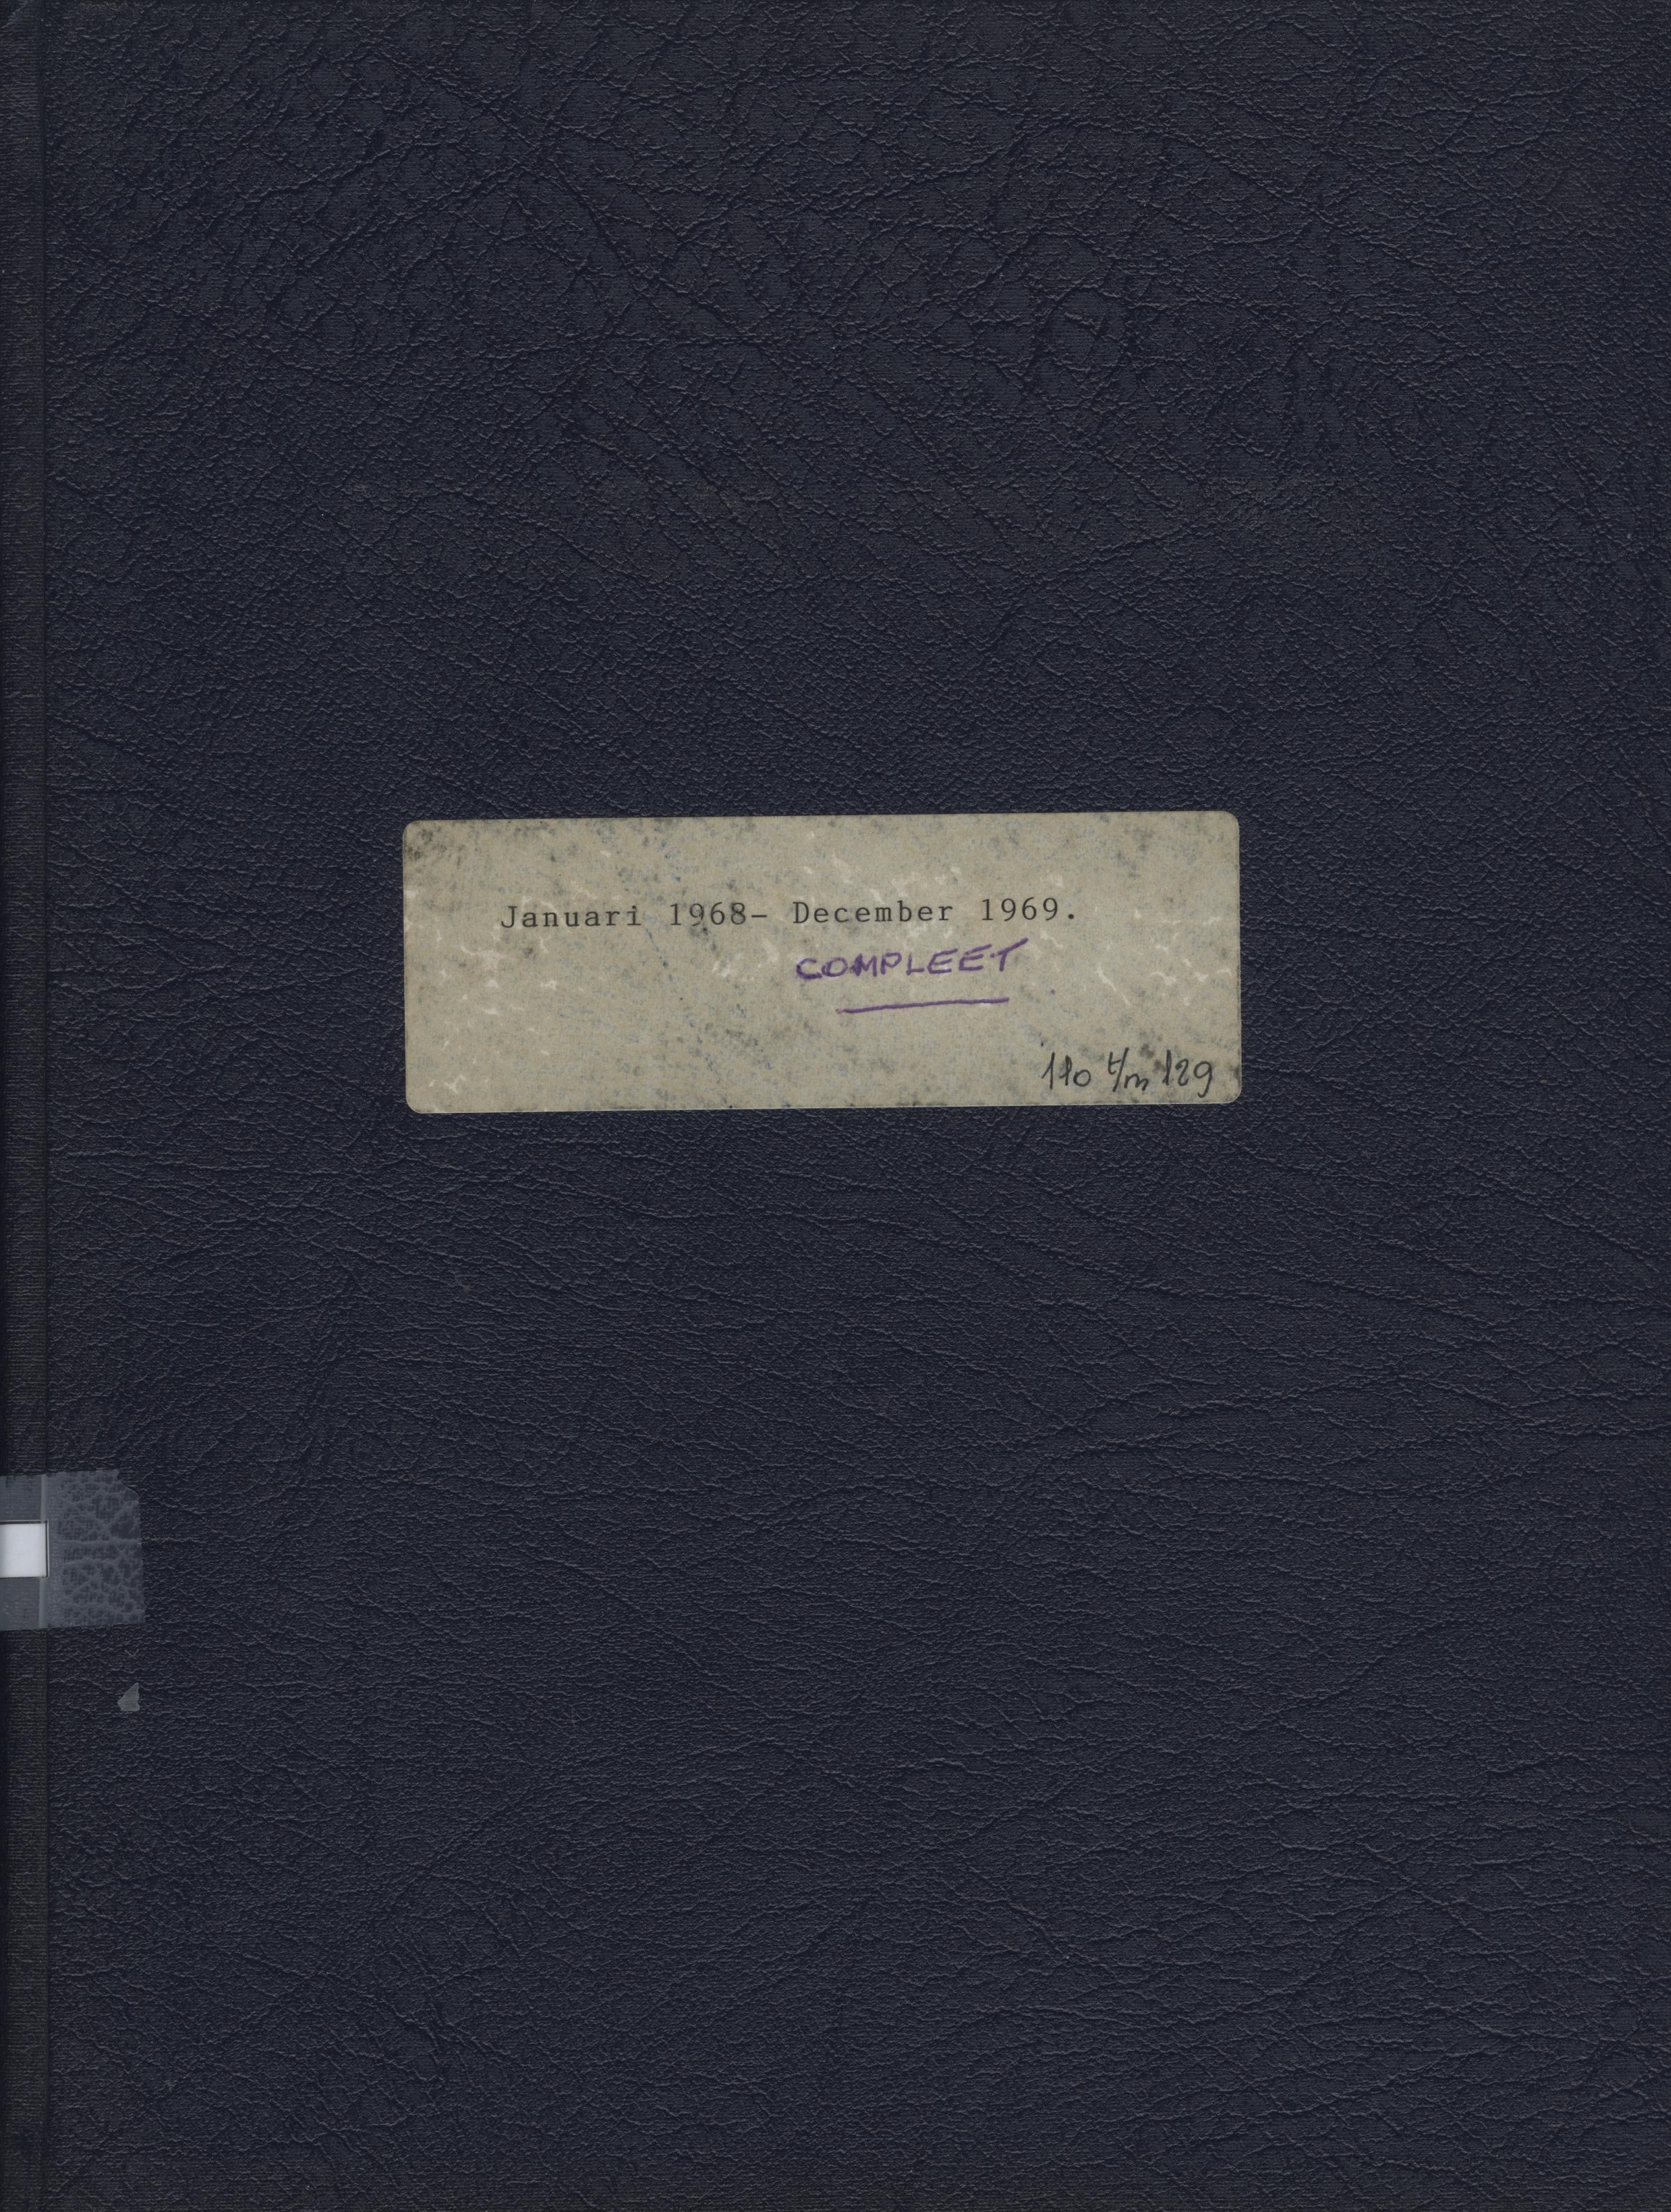 Januari 1968- December 1969.
COMPLEET
110 t/m 129